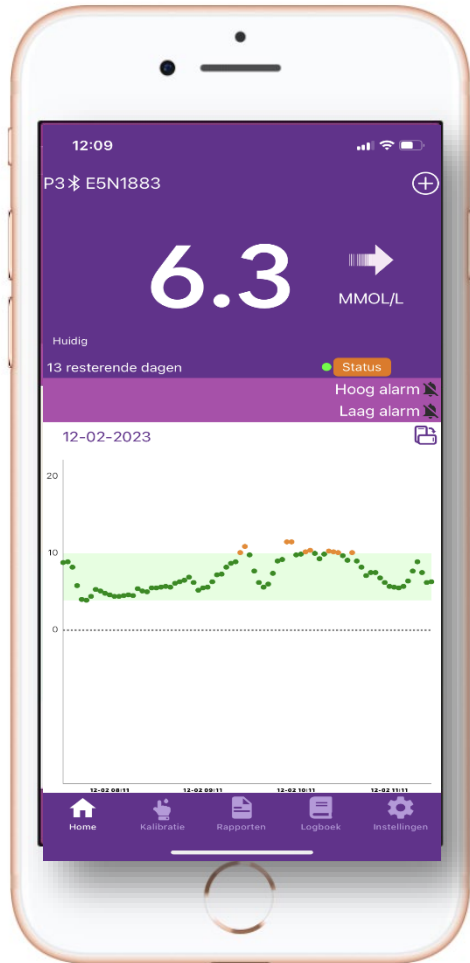 12:09
P3 E5N1883
6.3
MMOL/L
Huidig
13 resterende dagen
Status
Hoog alarm
Laag alarm
12-02-2023
20
10
0
12-02 08:11 12-02 09:11 12-02 10:11 12-02 11:11
Home Kalibratie Rapporten Logboek Instellingen